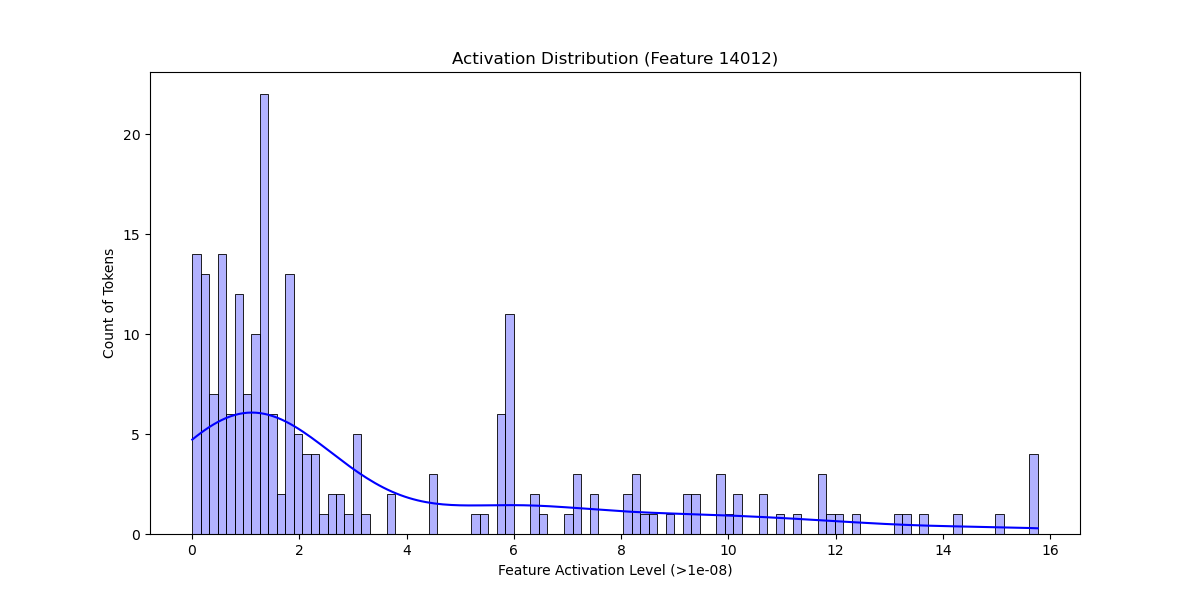 Activation Distribution (Feature 14012)
Count of Tokens
20
15
10
5
0
0 2 4 6 8 10 12 14 16
Feature Activation Level (>1e-08)